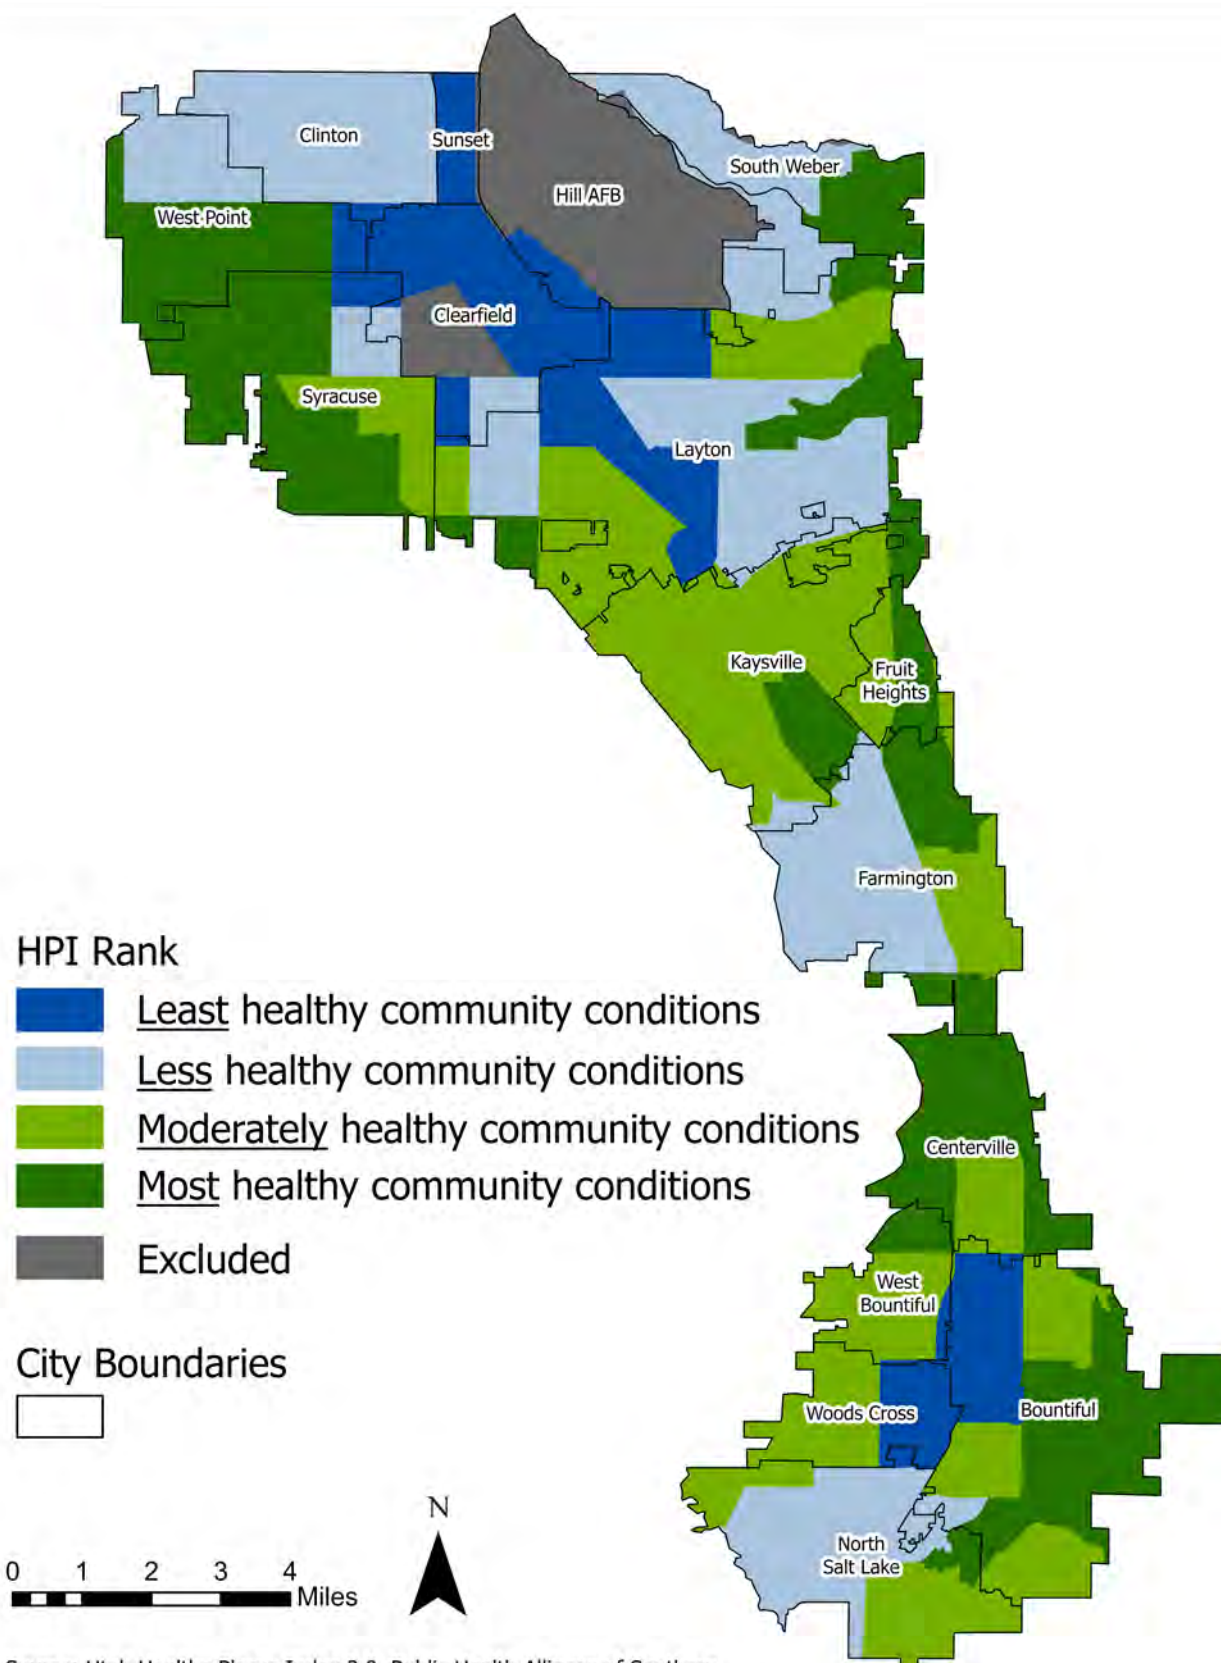 Clinton
Sunset
South Weber
Hill AFB
West Point
Clearfield
Syracuse
Layton
Kaysville
Fruit
Heights
Farmington
HPI Rank
Least healthy community conditions
Less healthy community conditions
Moderately healthy community conditions
Most healthy community conditions
Excluded
City Boundaries
Centerville
West
Bountiful
Woods Cross
Bountiful
North
Salt Lake
N
0 1 2 3 4
Miles